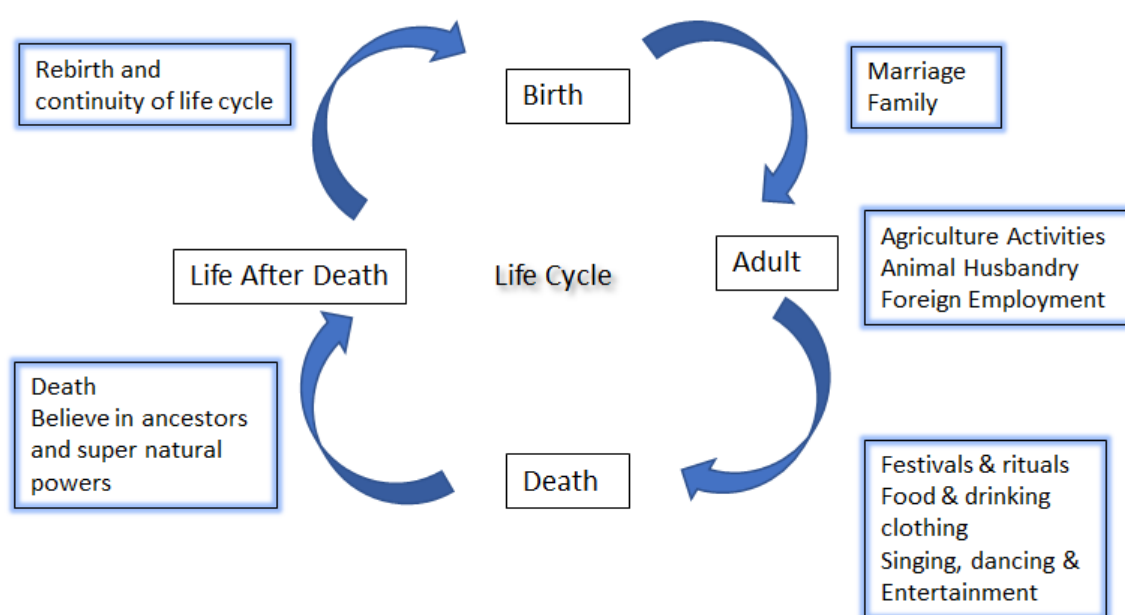 Rebirth and
continuity of life cycle
Birth
Marriage
Family
Life After Death
Life Cycle
Adult
Agriculture Activities
Animal Husbandry
Foreign Employment
Death
Believe in ancestors
and super natural
powers
Death
Festivals & rituals
Food & drinking
clothing
Singing, dancing &
Entertainment